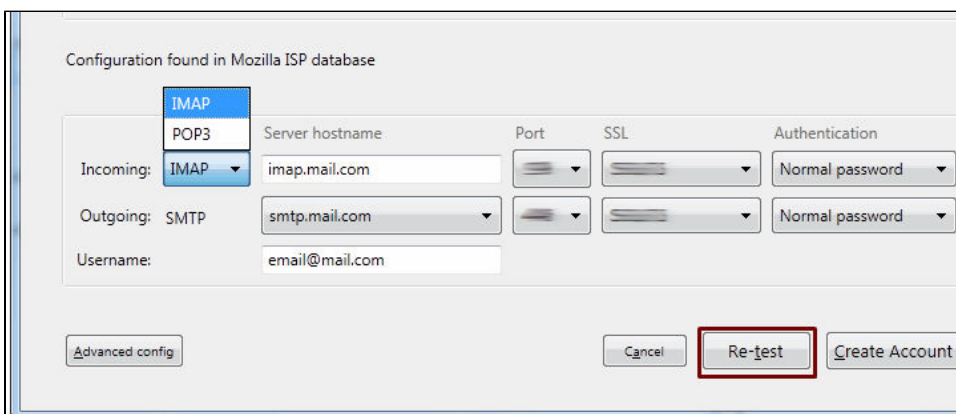 Configuration found in Mozilla ISP database
IMAP
POP3
Server hostname Port SSL Authentication
Incoming: IMAP imap.mail.com Normal password
Outgoing: SMTP smtp.mail.com Normal password
Username: email@mail.com
Advanced config Cancel Re-test Create Account